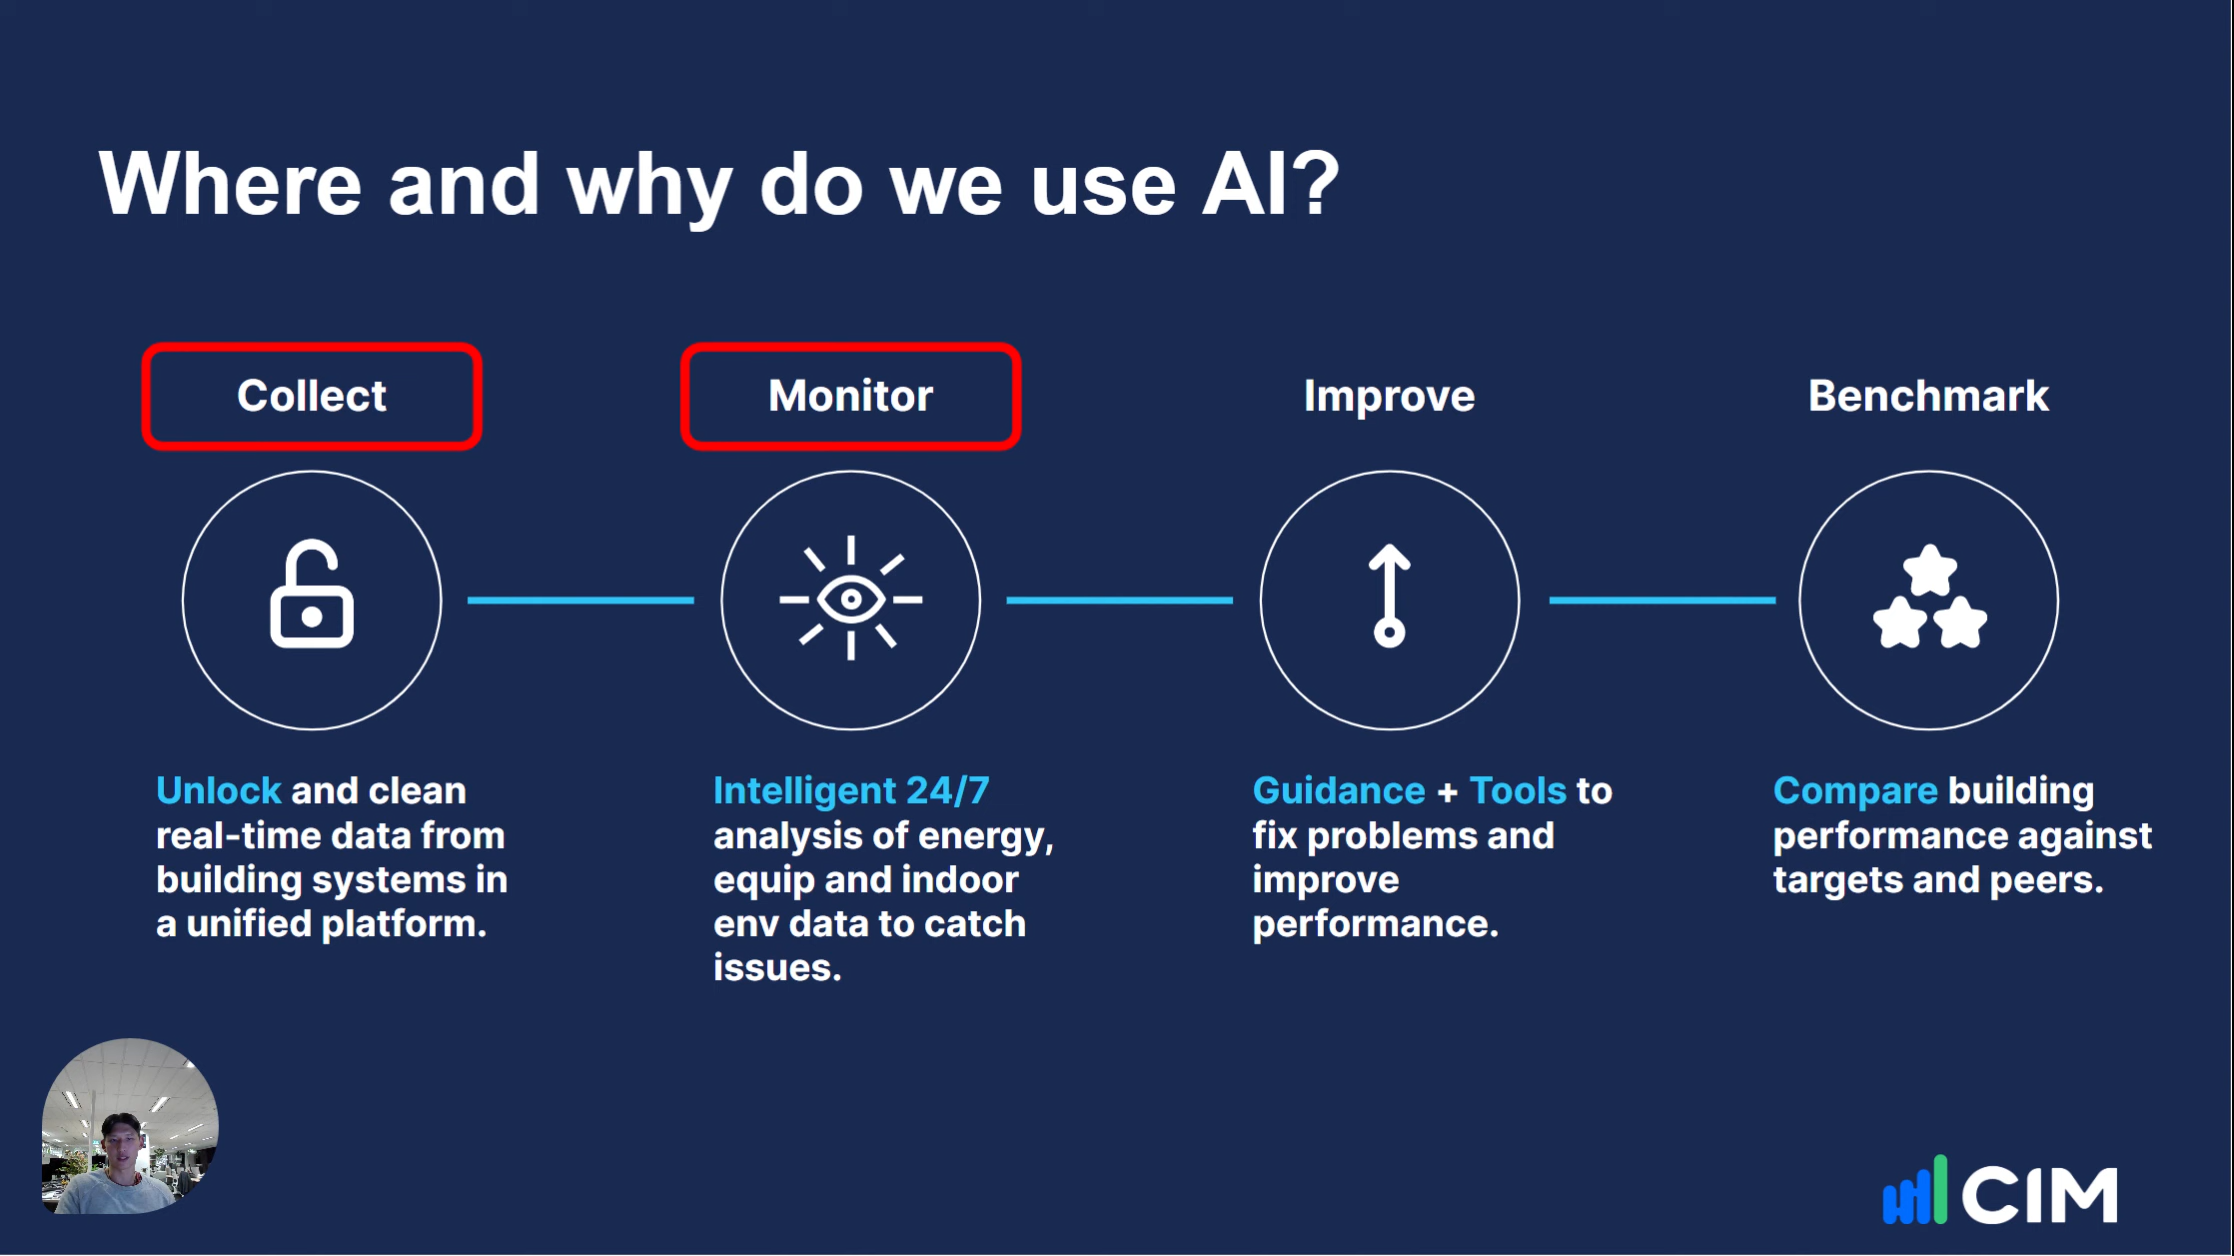 Where and why do we use AI?
Collect
Monitor
Improve
Benchmark
Unlock and clean
real-time data from
building systems in
a unified platform.
Intelligent 24/7
analysis of energy,
equip and indoor
env data to catch
issues.
Guidance + Tools to
fix problems and
improve
performance.
Compare building
performance against
targets and peers.
CIM